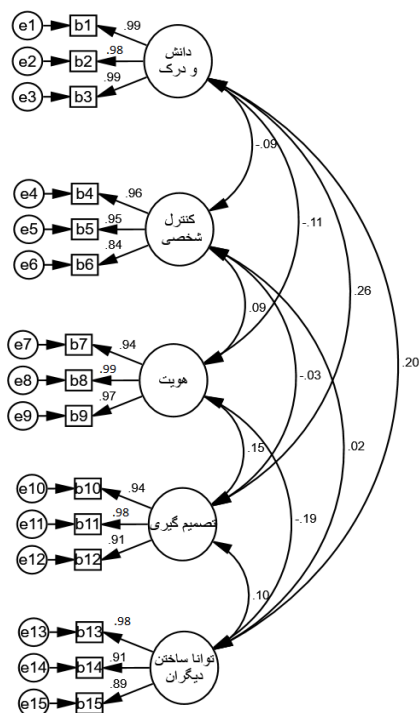 e1 b1 .99
e2 b2 .98
e3 b3 .99
دانش
و درک
-.09
e4 b4 .96
e5 b5 .95
e6 b6 .84
کنترل
شخصی
-.11
.09
.26
e7 b7 .94
e8 b8 .99
e9 b9 .97
هویت
-.03
.20
.15
.02
e10 b10 .94
e11 b11 .98
e12 b12 .91
تصمیم گیری
-.19
.10
e13 b13 .98
e14 b14 .91
e15 b15 .89
توانا ساختن
دیگران